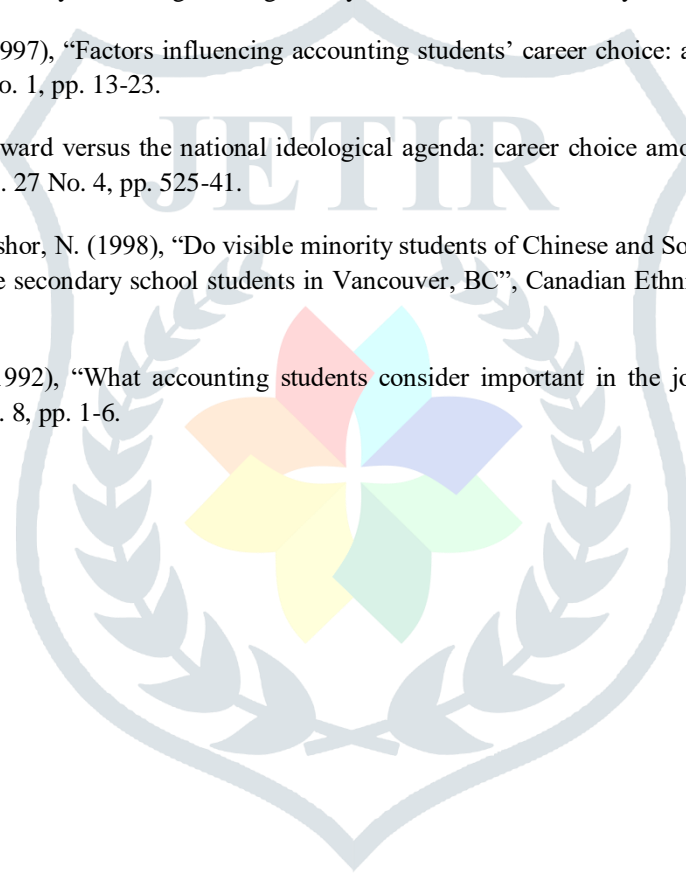 997), “Factors influencing accounting students’ career choice: a
o. 1, pp. 13-23.
JETIR
ward versus the national ideological agenda: career choice amo
. 27 No. 4, pp. 525-41.
shor, N. (1998), “Do visible minority students of Chinese and So
e secondary school students in Vancouver, BC”, Canadian Ethn
992), “What accounting students consider important in the jo
. 8, pp. 1-6.